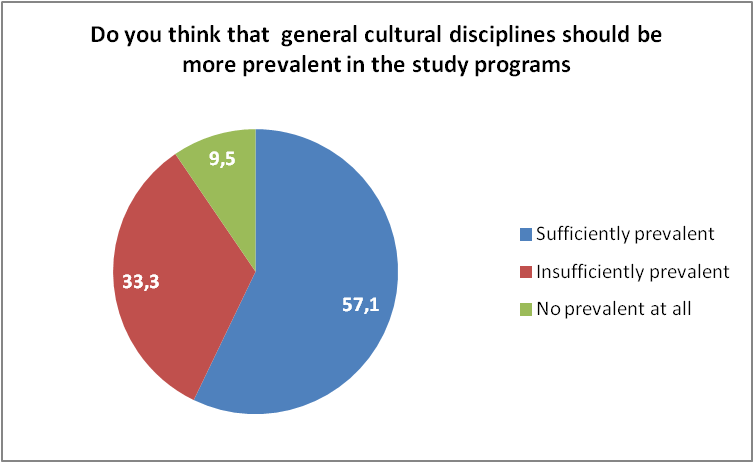 Do you think that  general cultural disciplines should be
more prevalent in the study programs
9,5
33,3
57,1
Sufficiently prevalent
Insufficiently prevalent
No prevalent at all